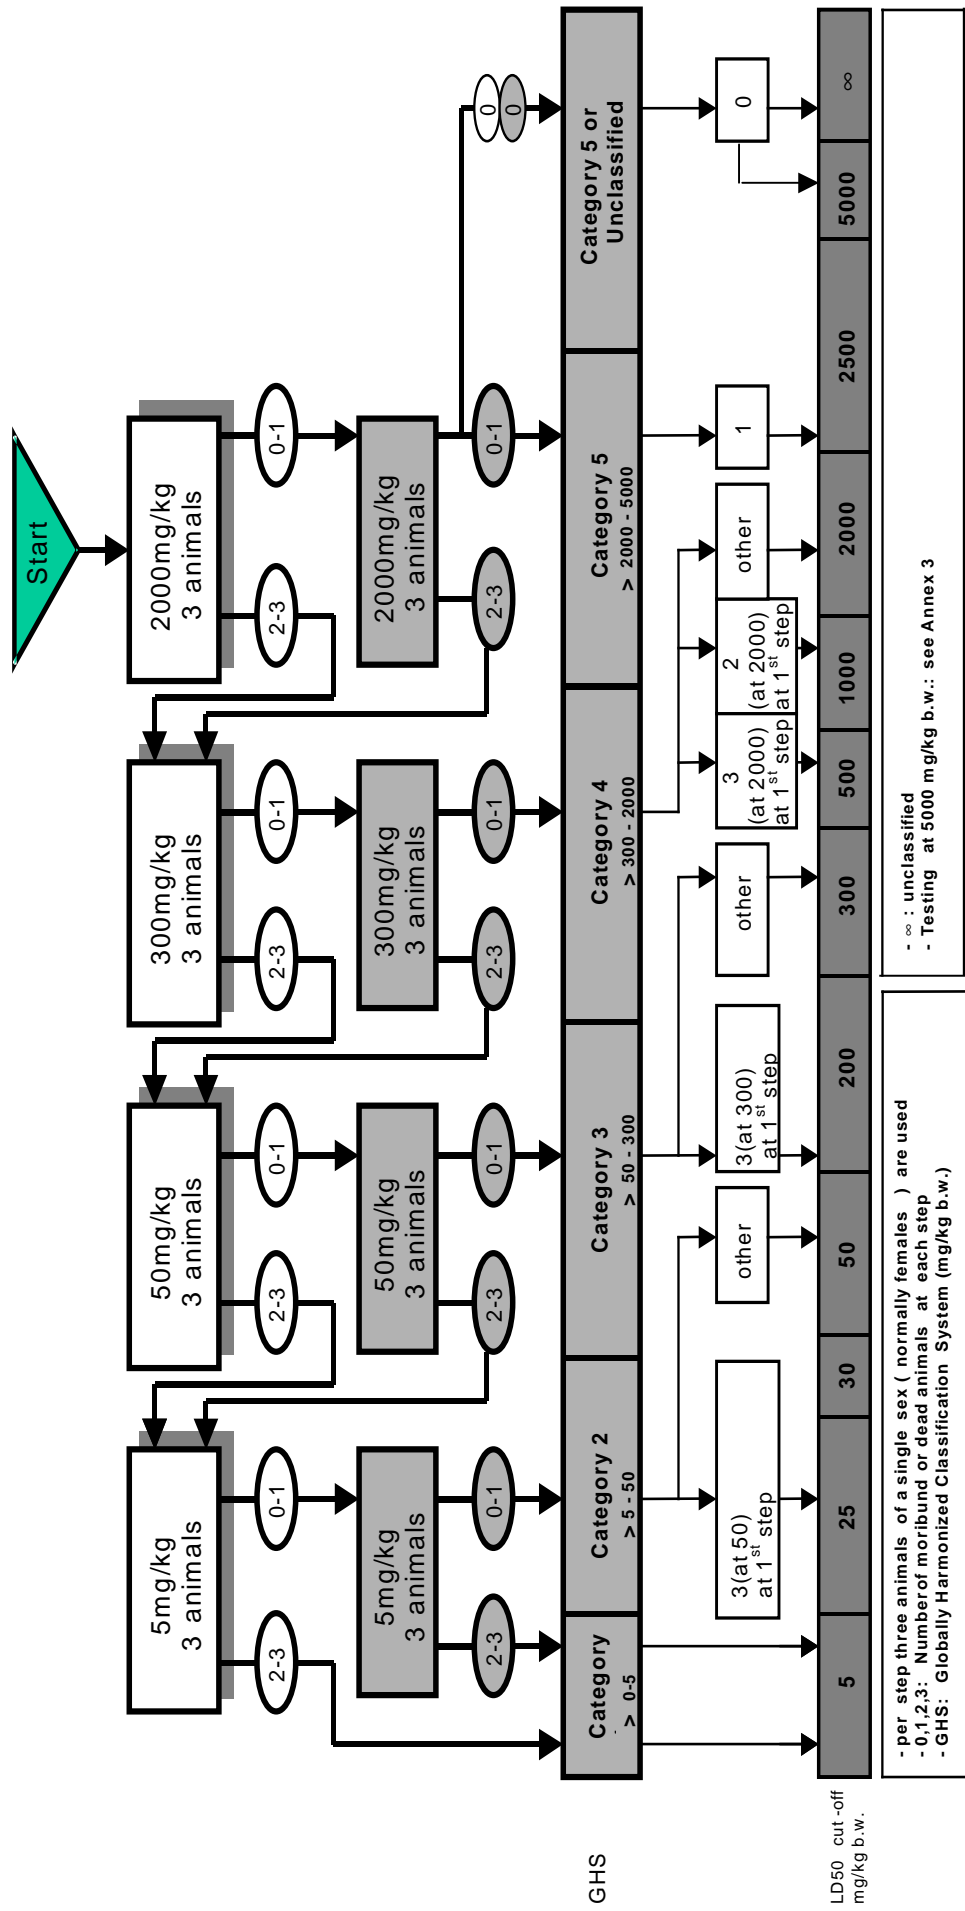 Start
5mg/kg
3 animals
50mg/kg
3 animals
300mg/kg
3 animals
2000mg/kg
3 animals
2-3
0-1
2-3
0-1
2-3
0-1
2-3
0-1
5mg/kg
3 animals
50mg/kg
3 animals
300mg/kg
3 animals
2000mg/kg
3 animals
2-3
0-1
2-3
0-1
2-3
0-1
2-3
0-1
0
0
GHS
Category
> 0-5
Category 2
> 5 - 50
Category 3
> 50 - 300
Category 4
> 300 - 2000
Category 5
> 2000 - 5000
Category 5 or
Unclassified
3(at 50)
at 1st step
other
3(at 300)
at 1st step
other
3
(at 2000)
at 1st step
2
(at 2000)
at 1st step
other
1
0
LD50 cut-off
mg/kg b.w.
5
25
30
50
200
300
500
1000
2000
2500
5000
∞
- per step three animals of a single sex ( normally females ) are used
- 0,1,2,3: Numberof moribund or dead animals at each step
- GHS: Globally Harmonized Classification System (mg/kg b.w.)
- ∞ : unclassified
- Testing at 5000 mg/kg b.w.: see Annex 3